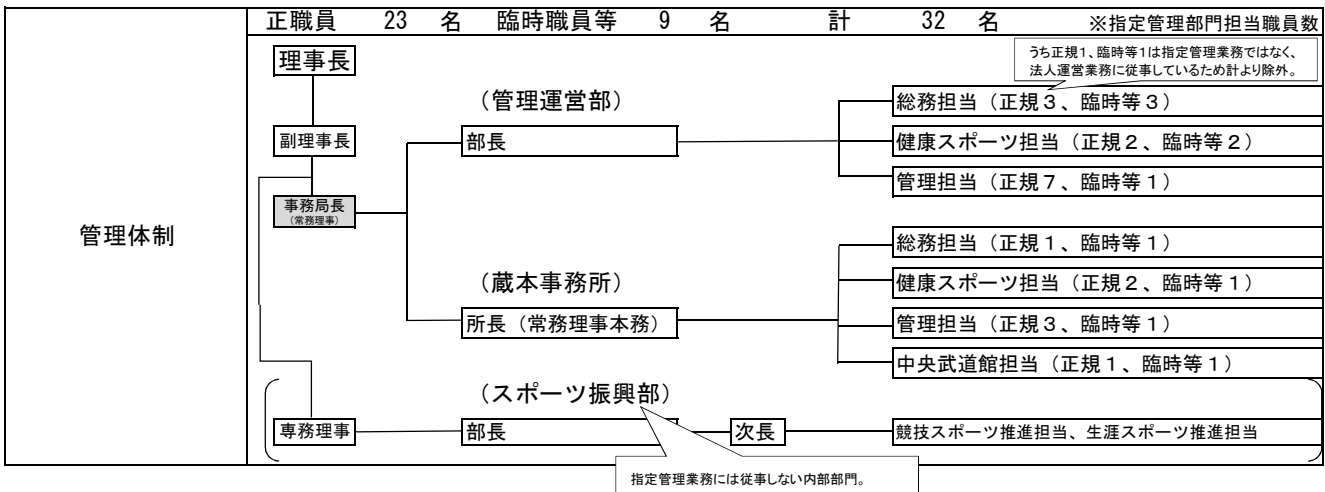 正職員 23 名 臨時職員等 9 名 計 32 名 ※指定管理部門担当職員数
管理体制
理事長
うち正規1、臨時等1は指定管理業務ではなく、
法人運営業務に従事しているため計より除外。
副理事長
事務局長
(常務理事)
(管理運営部)
部長
総務担当(正規3、臨時等3)
健康スポーツ担当(正規2、臨時等2)
管理担当(正規7、臨時等1)
(蔵本事務所)
所長(常務理事本務)
総務担当(正規1、臨時等1)
健康スポーツ担当(正規2、臨時等1)
管理担当(正規3、臨時等1)
中央武道館担当(正規1、臨時等1)
(スポーツ振興部)
専務理事
部長
次長
競技スポーツ推進担当、生涯スポーツ推進担当
指定管理業務には従事しない内部部門。